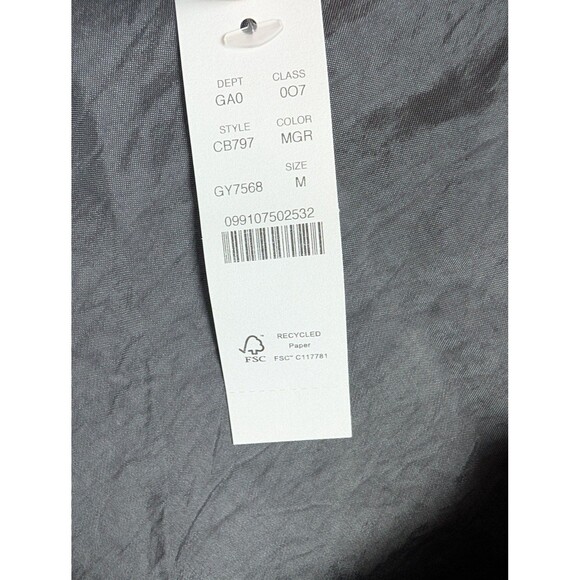 DEPT CLASS
GA0 0O7
STYLE COLOR
CB797 MGR
SIZE
GY7568 M
099107502532
RECYCLED
Paper
FSC™ C117781
FSC